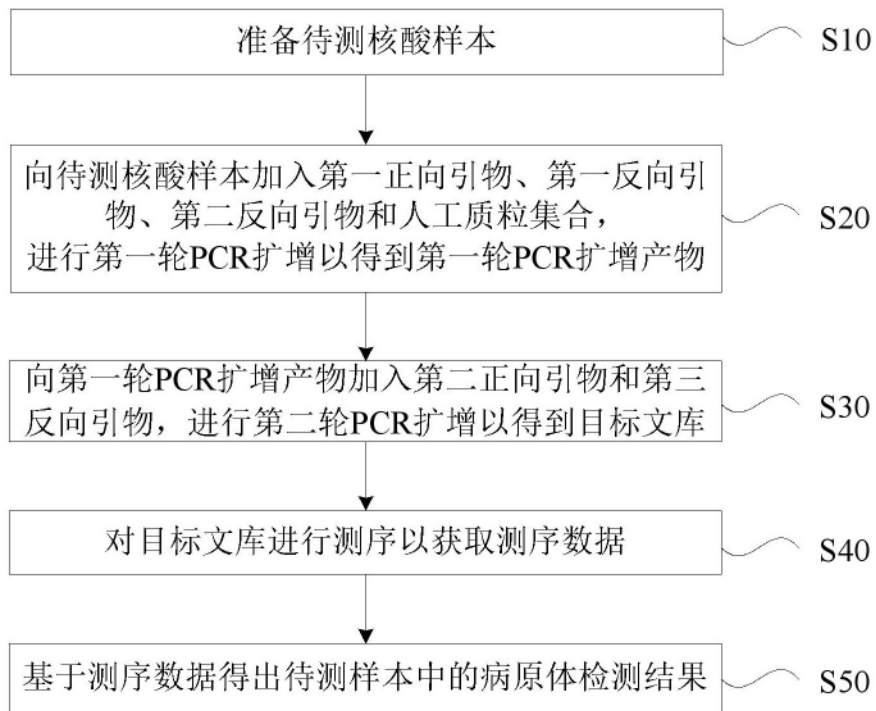 准备待测核酸样本
S10
向待测核酸样本加入第一正向引物、第一反向引
物、第二反向引物和人工质粒集合，
进行第一轮PCR扩增以得到第一轮PCR扩增产物
S20
向第一轮PCR扩增产物加入第二正向引物和第三
反向引物，进行第二轮PCR扩增以得到目标文库
S30
对目标文库进行测序以获取测序数据
S40
基于测序数据得出待测样本中的病原体检测结果
S50